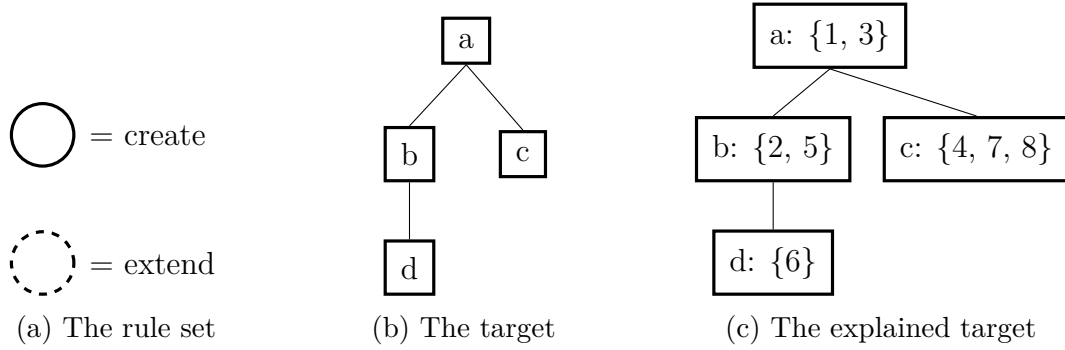 = create
= extend
(a) The rule set
a
b
c
d
(b) The target
a: {1, 3}
b: {2, 5}
c: {4, 7, 8}
d: {6}
(c) The explained target